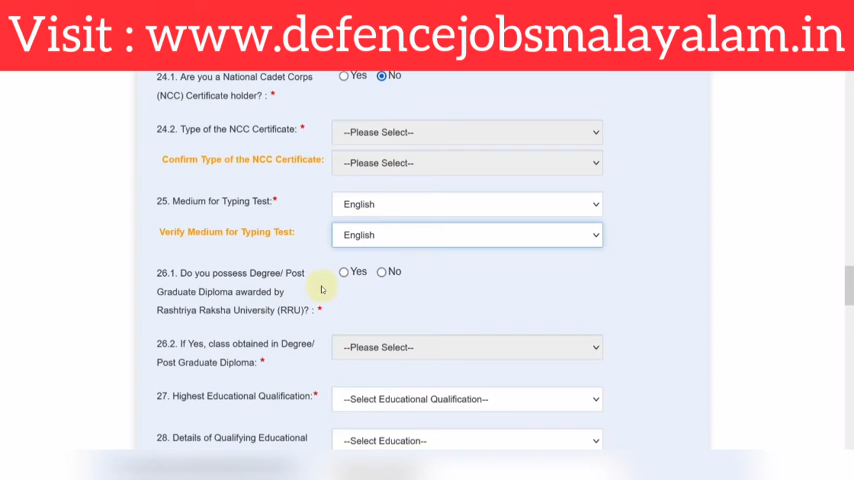 Visit : www.defencejobsmalayalam.in
24.1. Are you a National Cadet Corps
(NCC) Certificate holder? : *
Yes No
24.2. Type of the NCC Certificate: *
--Please Select--
Confirm Type of the NCC Certificate:
--Please Select--
25. Medium for Typing Test:*
English
Verify Medium for Typing Test:
English
26.1. Do you possess Degree/ Post
Graduate Diploma awarded by
Rashtriya Raksha University (RRU)? : *
Yes No
26.2. If Yes, class obtained in Degree/
Post Graduate Diploma: *
--Please Select--
27. Highest Educational Qualification:*
--Select Educational Qualification--
28. Details of Qualifying Educational
--Select Education--